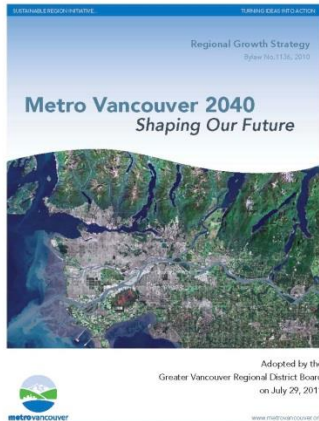 SUSTAINABLE REGION INITIATIVE... TURNING IDEAS INTO ACTION
Regional Growth Strategy
Bylaw No.1136, 2010
Metro Vancouver 2040
Shaping Our Future
Adopted by the
Greater Vancouver Regional District Board
on July 29, 201
metrovancouver
www.metrovancouver.or